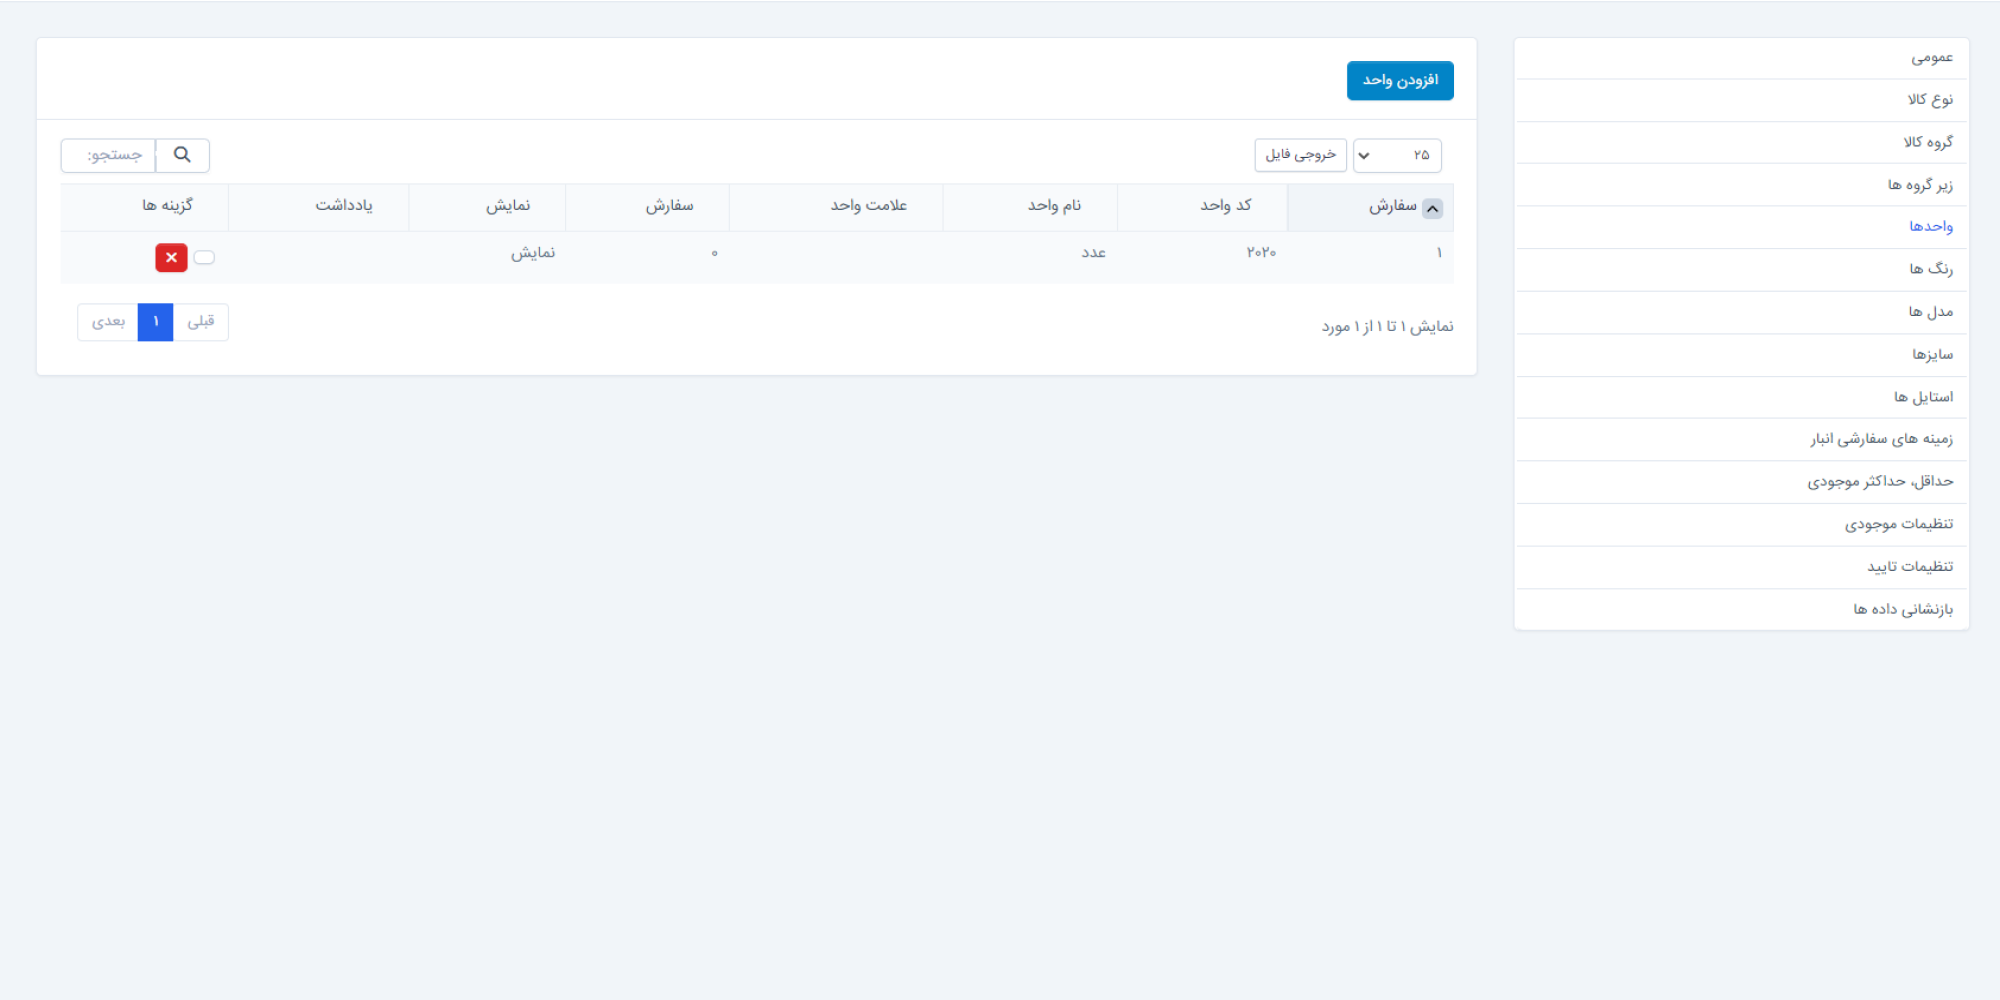 عمومی
نوع کالا
گروه کالا
زیر گروه ها
واحدها
رنگ ها
مدل ها
سایزها
استایل ها
زمینه های سفارشی انبار
حداقل، حداکثر موجودی
تنظیمات موجودی
تنظیمات تایید
بازنشانی داده ها
افزودن واحد
۲۵ خروجی فایل جستجو:
سفارش کد واحد نام واحد علامت واحد سفارش نمایش یادداشت گزینه ها
۱ ۲۰۲۰ عدد ۰ نمایش
نمایش ۱ تا ۱ از ۱ مورد
قبلی ۱ بعدی